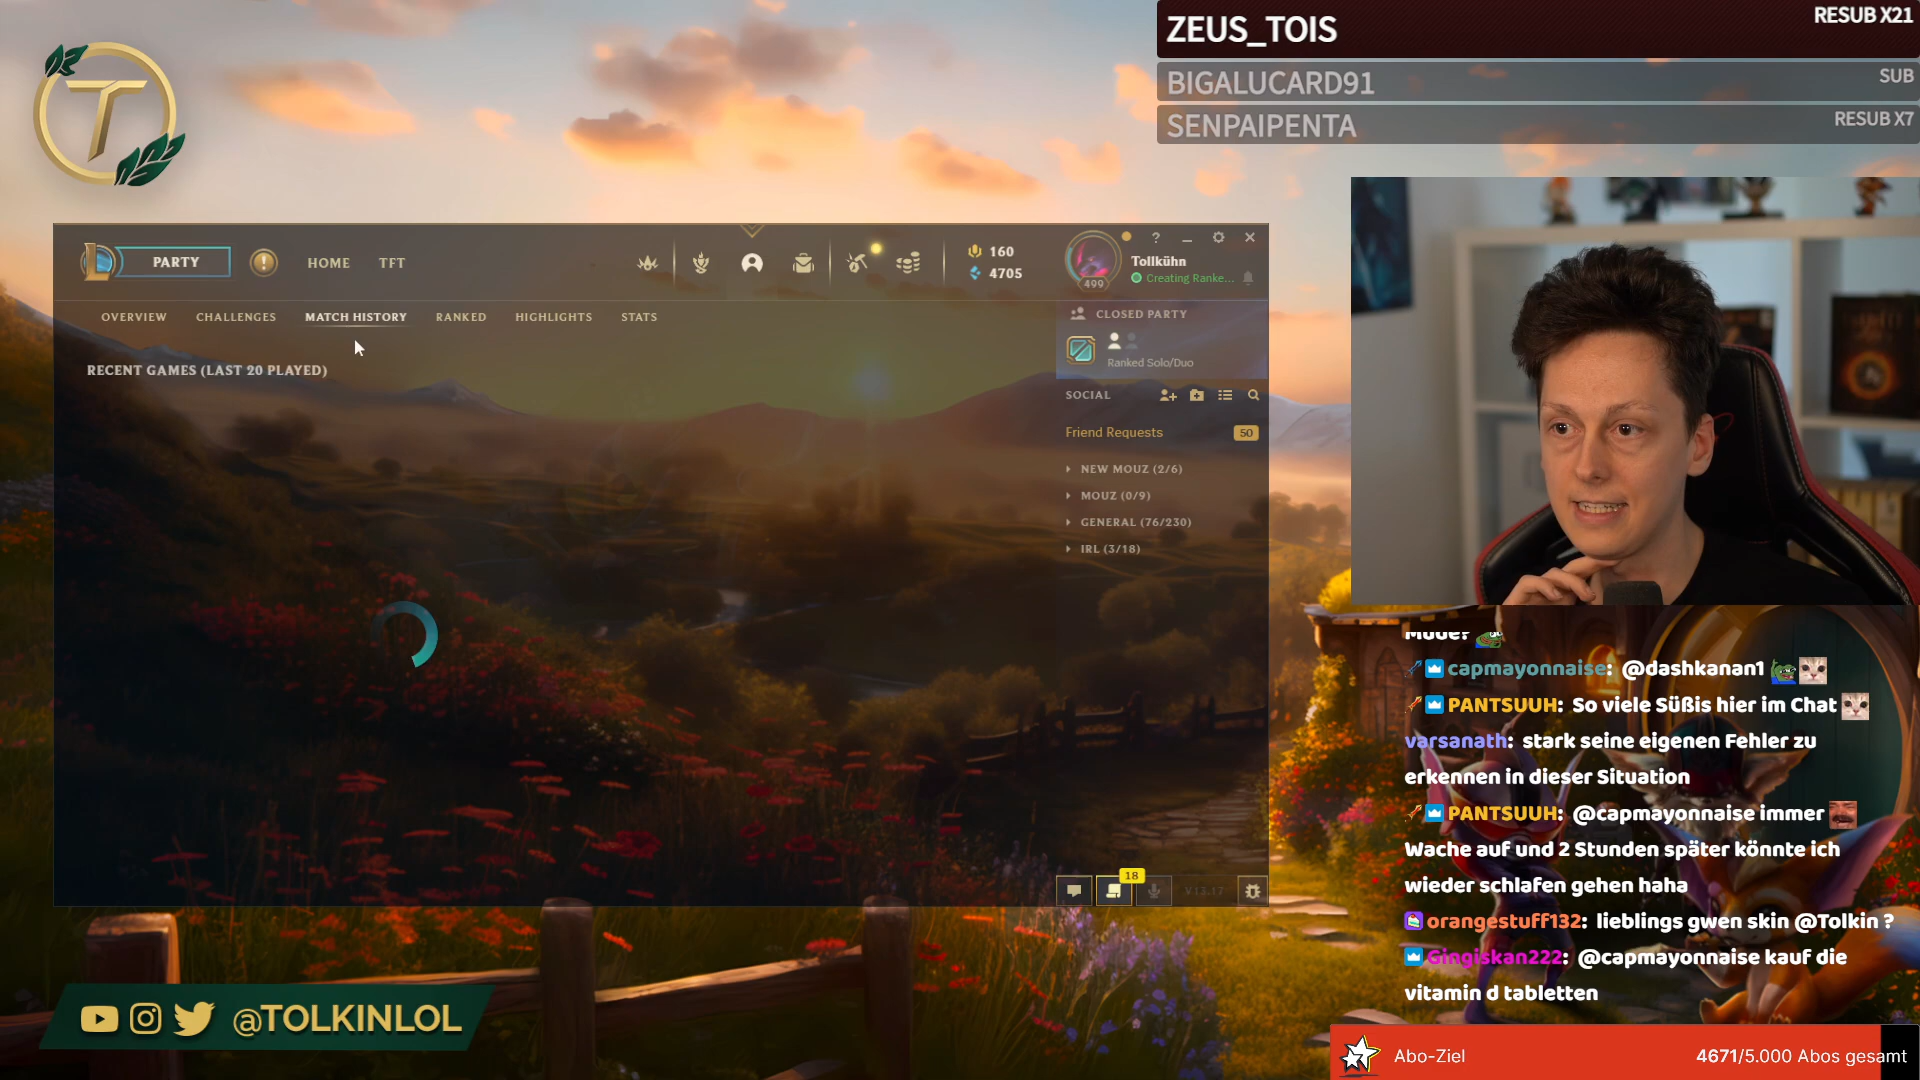 ZEUS_TOIS
RESUB X21
BIGALUCARD91
SUB
SENPAIPENTA
RESUB X7
T
PARTY
HOME
TFT
160
4705
?
Tollkühn
Creating Ranke...
499
OVERVIEW
CHALLENGES
MATCH HISTORY
RANKED
HIGHLIGHTS
STATS
CLOSED PARTY
Ranked Solo/Duo
RECENT GAMES (LAST 20 PLAYED)
SOCIAL
Friend Requests
50
NEW MOUZ (2/6)
MOUZ (0/9)
GENERAL (76/230)
IRL (3/18)
18
V13.17
capmayonnaise: @dashkanan1
PANTSUUH: So viele Süßis hier im Chat
varsanath: stark seine eigenen Fehler zu
erkennen in dieser Situation
PANTSUUH: @capmayonnaise immer
Wache auf und 2 Stunden später könnte ich
wieder schlafen gehen haha
orangestuff132: lieblings gwen skin @Tolkin ?
Gingiskan222: @capmayonnaise kauf die
vitamin d tabletten
@TOLKINLOL
Abo-Ziel
4671/5.000 Abos gesamt